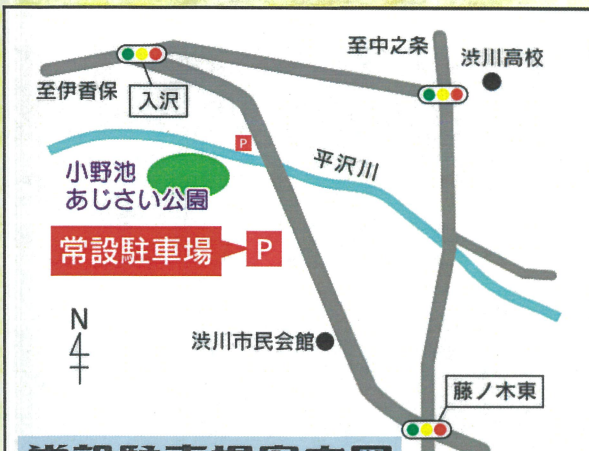 至中之条
渋川高校
至伊香保
入沢
P
平沢川
小野池
あじさい公園
常設駐車場
P
N
渋川市民会館
藤ノ木東